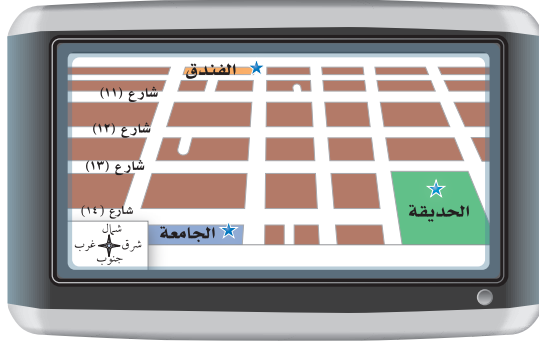 الفندق
شارع (١١)
شارع (١٢)
شارع (١٣)
شارع (١٤)
الحديقة
الجامعة
شمال
غرب شرق
جنوب